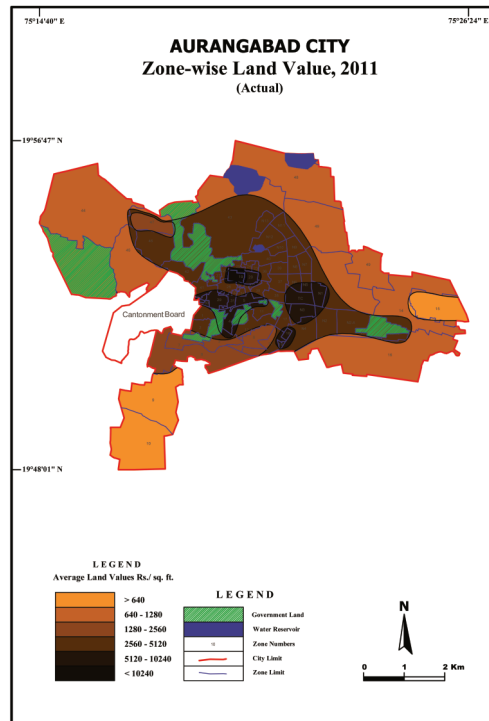 75°14'40" E
75°26'24" E
AURANGABAD CITY
Zone-wise Land Value, 2011
(Actual)
19°56'47" N
Cantonment Board
19°48'01" N
L E G E N D
Average Land Values Rs./ sq. ft.
> 640
640 - 1280
1280 - 2560
2560 - 5120
5120 - 10240
< 10240
L E G E N D
Government Land
Water Reservoir
Zone Numbers
City Limit
Zone Limit
N
0 1 2 Km